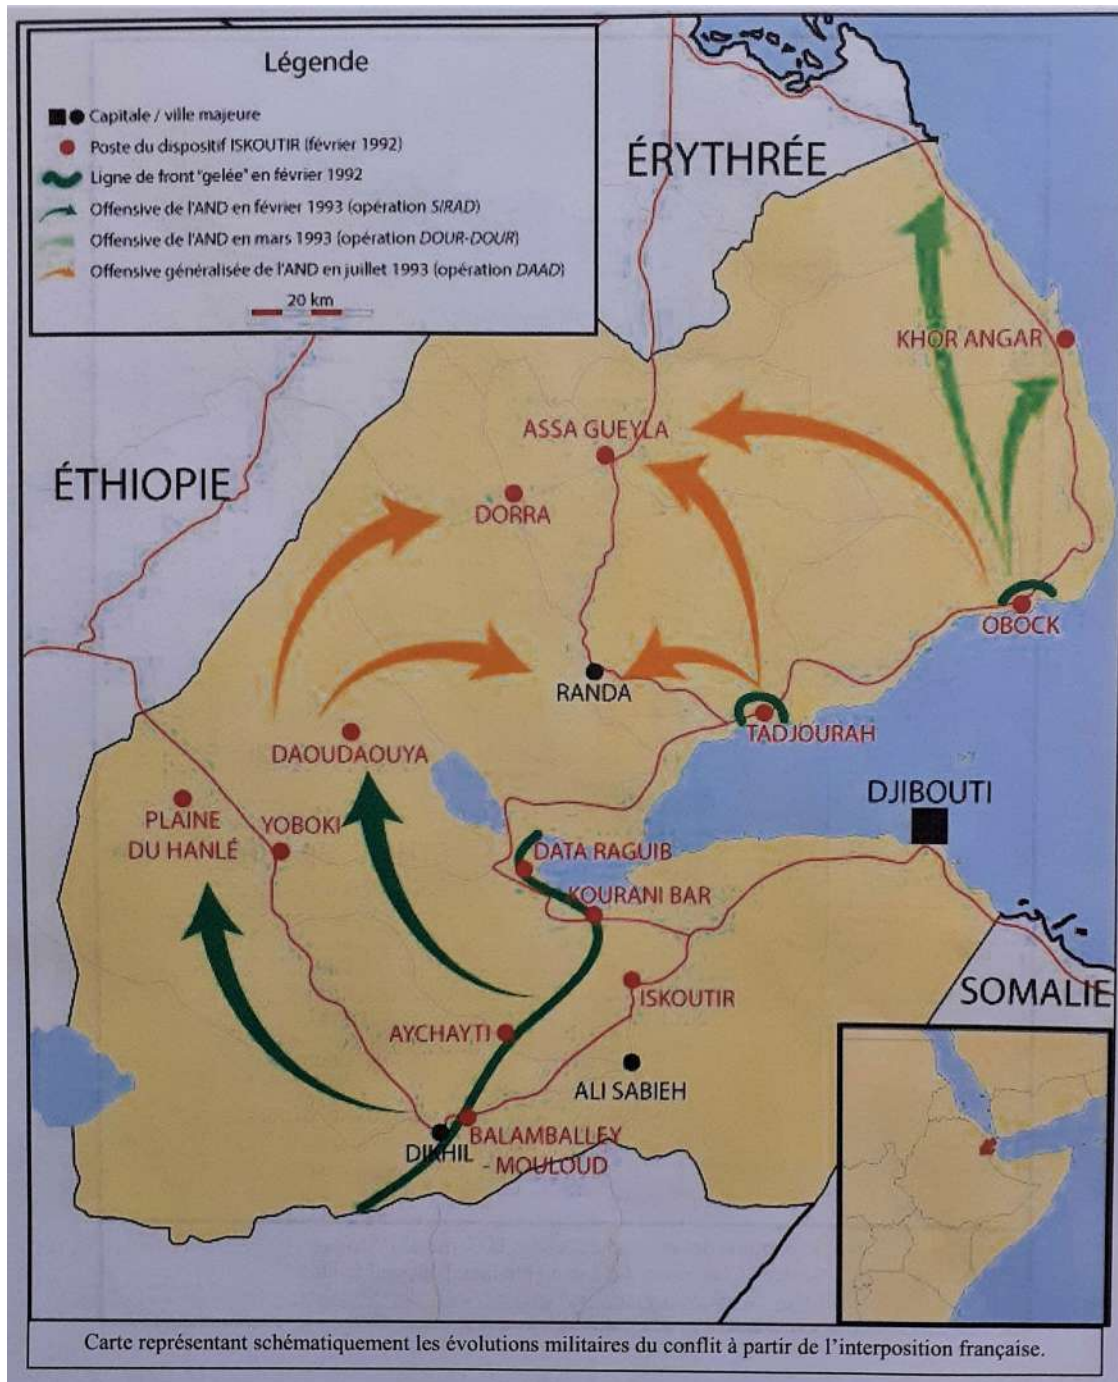 Légende
Capitale / ville majeure
Poste du dispositif ISKOUTIR (février 1992)
Ligne de front "gelée" en février 1992
Offensive de l'AND en février 1993 (opération SIRAD)
Offensive de l'AND en mars 1993 (opération DOUR-DOUR)
Offensive généralisée de l'AND en juillet 1993 (opération DAAD)
20 km
ÉRYTHRÉE
KHOR ANGAR
ASSA GUEYLA
ÉTHIOPIE
DORRA
OBOCK
RANDA
TADJOURAH
DAOUDAOUYA
DJIBOUTI
PLAINE
DU HANLÉ
YOBOKI
DATA RAGUIB
KOURANI BAR
ISKOUTIR
SOMALIE
AYCHAYTI
ALI SABIEH
DIKHIL
BALAMBALLEY
- MOULOUD
Carte représentant schématiquement les évolutions militaires du conflit à partir de l'interposition française.